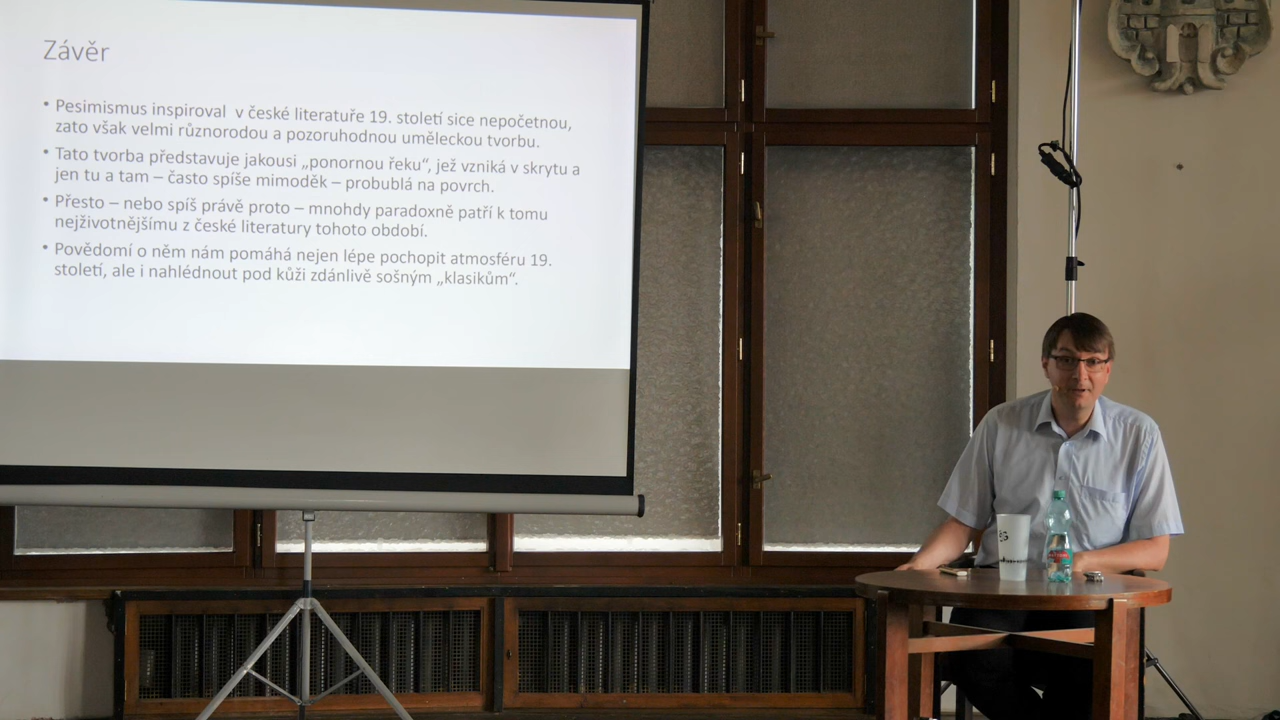 Závěr
• Pesimismus inspiroval v české literatuře 19. století sice nepočetnou,
zato však velmi různorodou a pozoruhodnou uměleckou tvorbu.
• Tato tvorba představuje jakousi „ponornou řeku“, jež vzniká v skrytu a
jen tu a tam – často spíše mimoděk – probublá na povrch.
• Přesto – nebo spíš právě proto – mnohdy paradoxně patří k tomu
nejživotnějšímu z české literatury tohoto období.
• Povědomí o něm nám pomáhá nejen lépe pochopit atmosféru 19.
století, ale i nahlédnout pod kůži zdánlivě sošným „klasikům“.